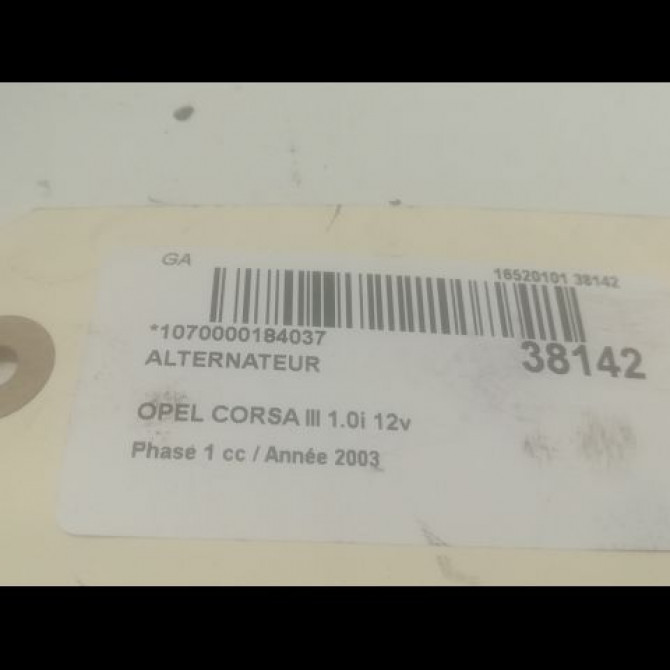 GA
16520101 38142
*1070000184037
38142
ALTERNATEUR
OPEL CORSA III 1.0i 12v
Phase 1 cc / Année 2003